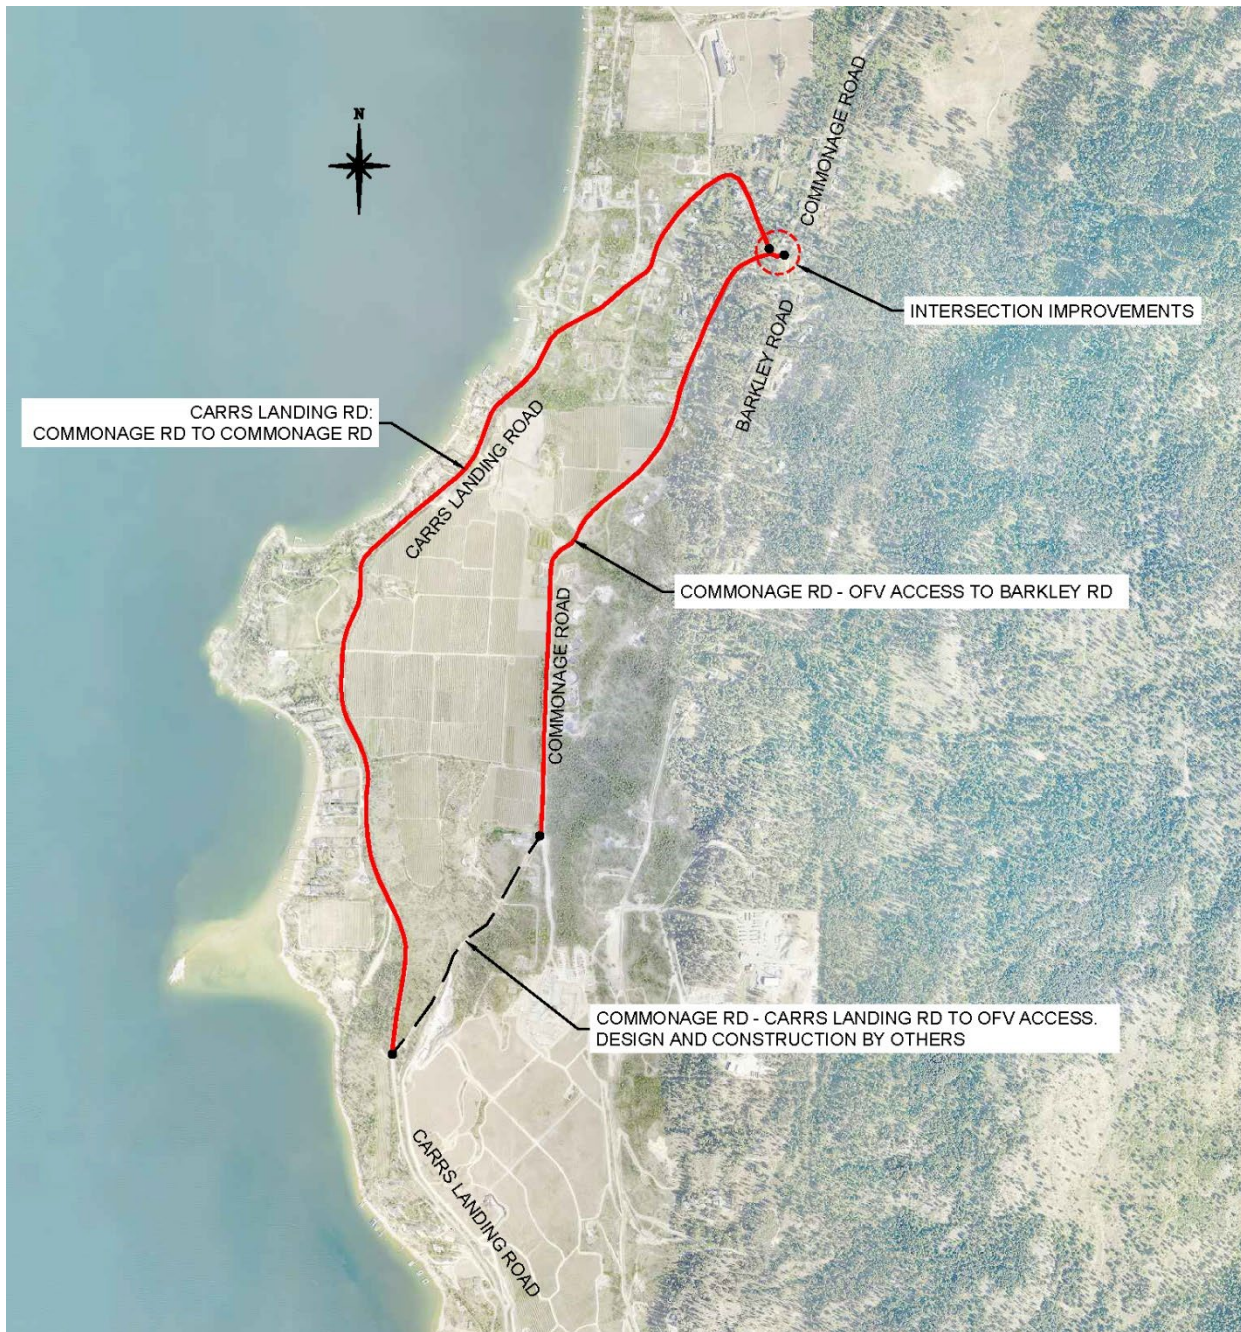 N
COMMONAGE ROAD
INTERSECTION IMPROVEMENTS
BARKLEY ROAD
CARRS LANDING RD:
COMMONAGE RD TO COMMONAGE RD
CARRS LANDING ROAD
COMMONAGE RD - OFV ACCESS TO BARKLEY RD
COMMONAGE ROAD
COMMONAGE RD - CARRS LANDING RD TO OFV ACCESS.
DESIGN AND CONSTRUCTION BY OTHERS
CARRS LANDING ROAD